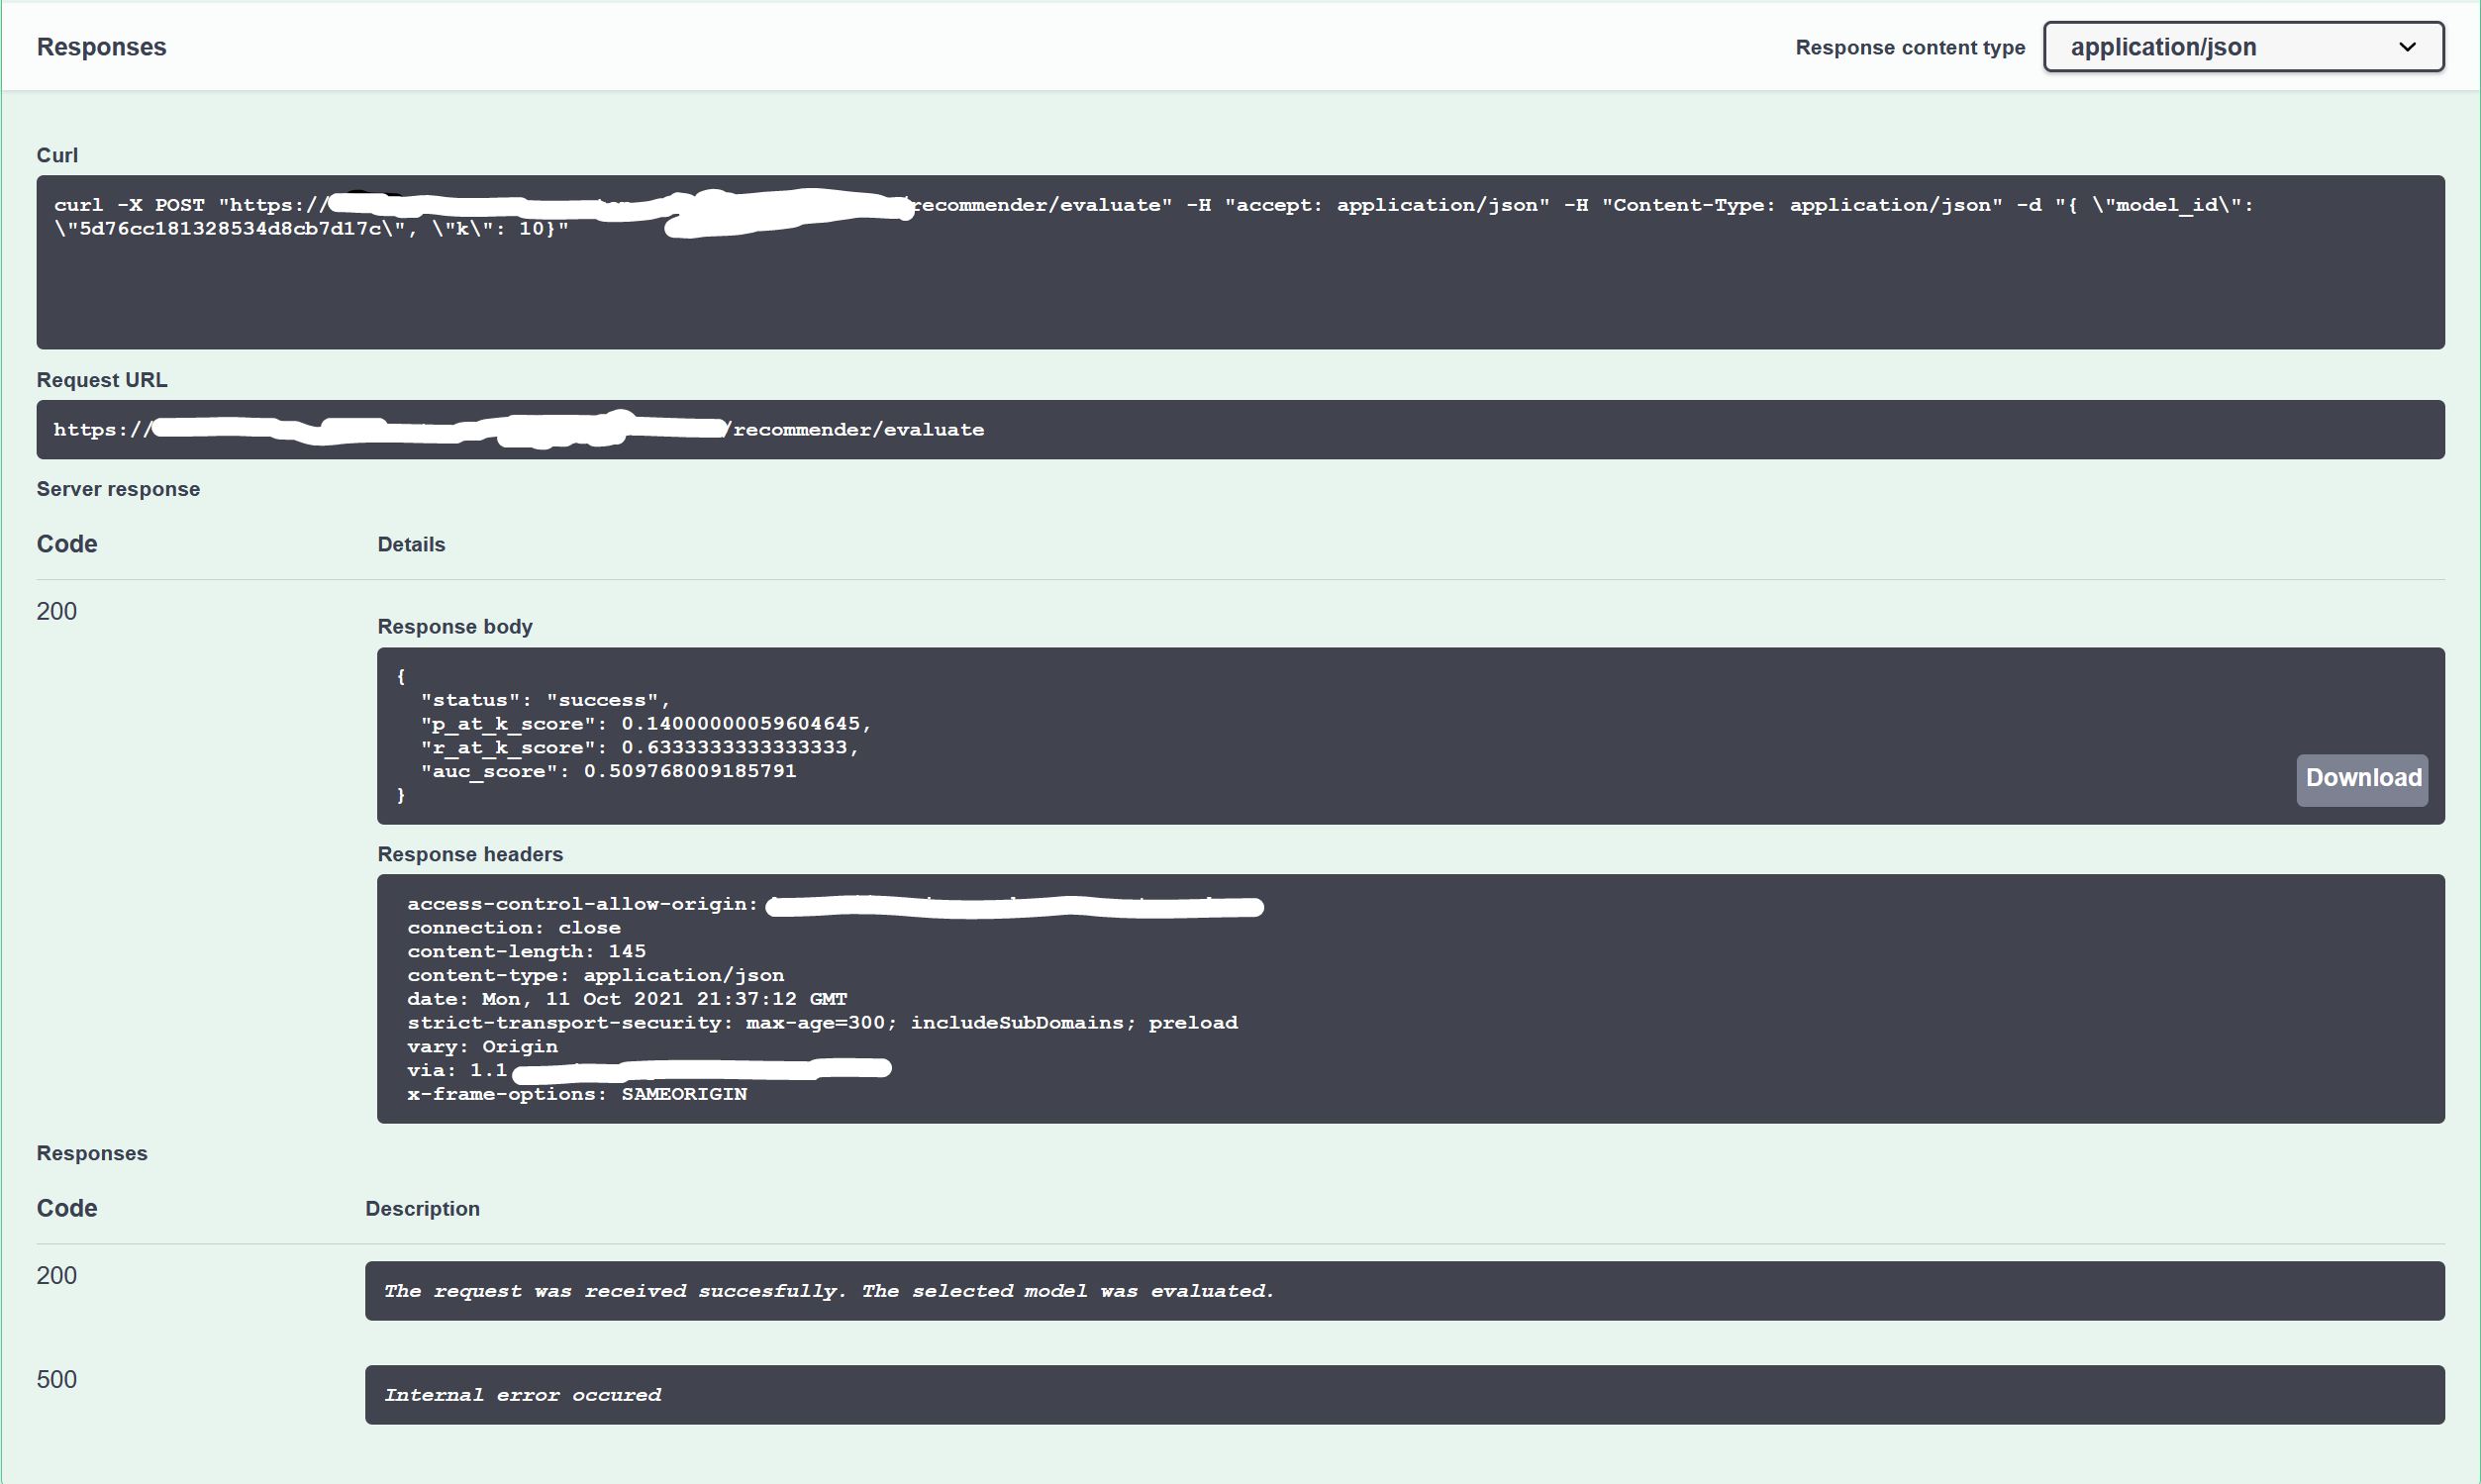 Responses
Response content type
application/json
Curl
curl -X POST "https:// recommender/evaluate" -H "accept: application/json" -H "Content-Type: application/json" -d "{ \"model_id\":
\"5d76cc181328534d8cb7d17c\", \"k\": 10}"
Request URL
https:// /recommender/evaluate
Server response
Code Details
200
Response body
{
"status": "success",
"p_at_k_score": 0.14000000059604645,
"r_at_k_score": 0.6333333333333333,
"auc_score": 0.509768009185791
}
Download
Response headers
access-control-allow-origin:
connection: close
content-length: 145
content-type: application/json
date: Mon, 11 Oct 2021 21:37:12 GMT
strict-transport-security: max-age=300; includeSubDomains; preload
vary: Origin
via: 1.1
x-frame-options: SAMEORIGIN
Responses
Code Description
200
The request was received succesfully. The selected model was evaluated.
500
Internal error occured